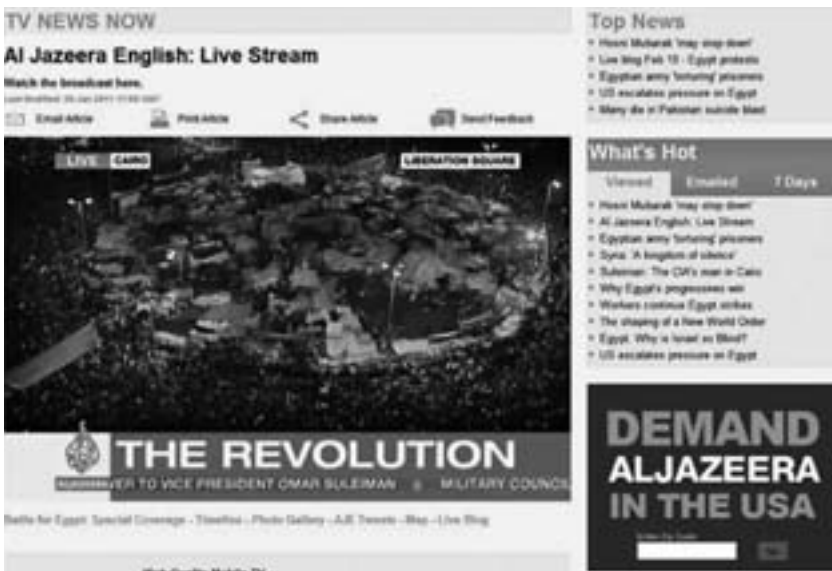 TV NEWS NOW
Al Jazeera English: Live Stream
Watch the broadcast here.
Last Modified: 2011
Email Article
Print Article
Share Article
Send Feedback
LIVE CAIRO
LIBERATION SQUARE
THE REVOLUTION
VER TO VICE PRESIDENT OMAR SULEIMAN MILITARY COUNCIL
Battle for Egypt: Special Coverage - Timeline - Photo Gallery - AJE Tweets - Map - Live Blog
Top News
Hosni Mubarak 'may step down'
Live blog Feb 10 - Egypt protests
Egyptian army 'torturing' prisoners
US escalates pressure on Egypt
Many die in Pakistan suicide blast
What's Hot
Viewed Emailed 7 Days
Hosni Mubarak 'may step down'
Al Jazeera English: Live Stream
Egyptian army 'torturing' prisoners
Syria: 'A kingdom of silence'
Suleiman: The CIA's man in Cairo
Why Egypt's progressives win
Workers continue Egypt strikes
The shaping of a New World Order
Egypt: Why is Israel so Blind?
US escalates pressure on Egypt
DEMAND
ALJAZEERA
IN THE USA
Enter Zip Code